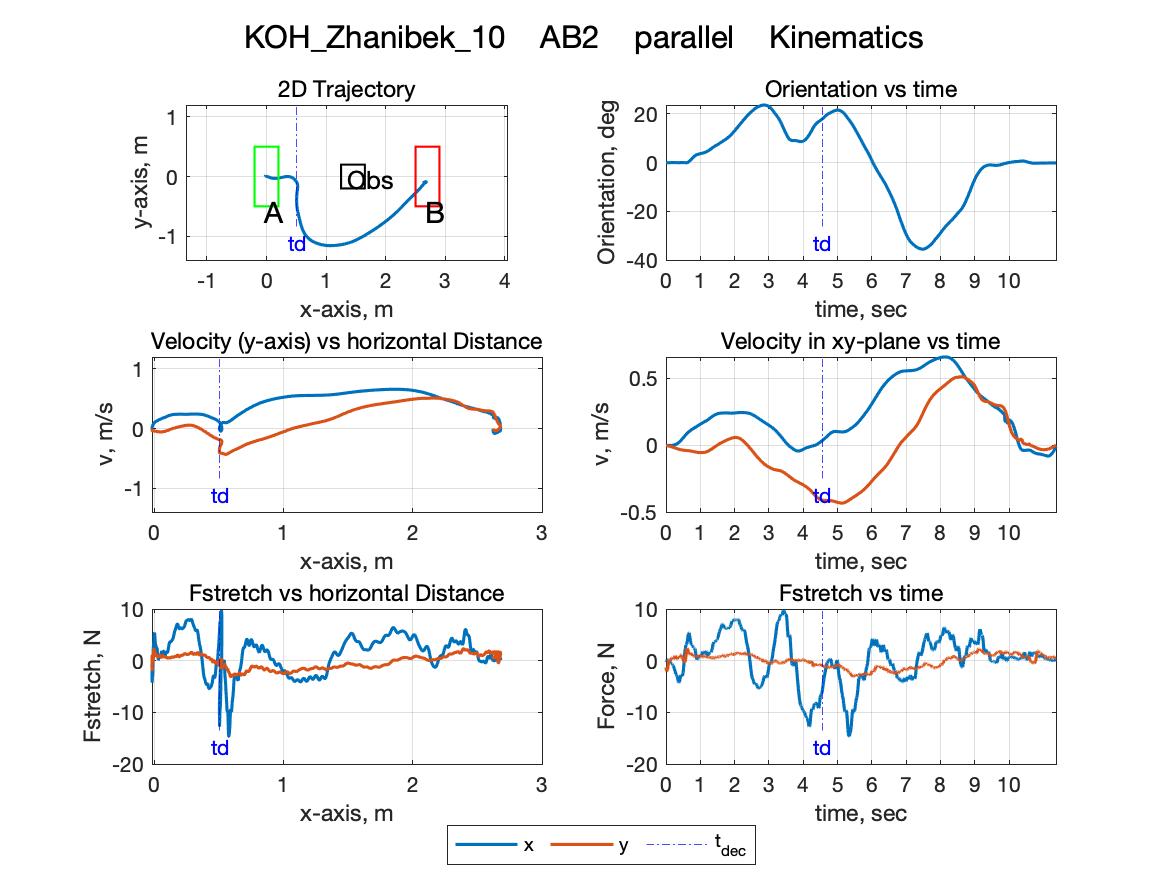 KOH_Zhanibek_10 AB2 parallel Kinematics
2D Trajectory
1
0
-1
y-axis, m
A
td
Obs
B
-1 0 1 2 3 4
x-axis, m
Orientation vs time
20
0
-20
-40
Orientation, deg
td
0 1 2 3 4 5 6 7 8 9 10
time, sec
Velocity (y-axis) vs horizontal Distance
1
0
-1
v, m/s
td
0 1 2 3
x-axis, m
Velocity in xy-plane vs time
0.5
0
-0.5
v, m/s
td
0 1 2 3 4 5 6 7 8 9 10
time, sec
Fstretch vs horizontal Distance
10
0
-10
-20
Fstretch, N
td
0 1 2 3
x-axis, m
Fstretch vs time
10
0
-10
-20
Force, N
td
0 1 2 3 4 5 6 7 8 9 10
time, sec
x y t_dec